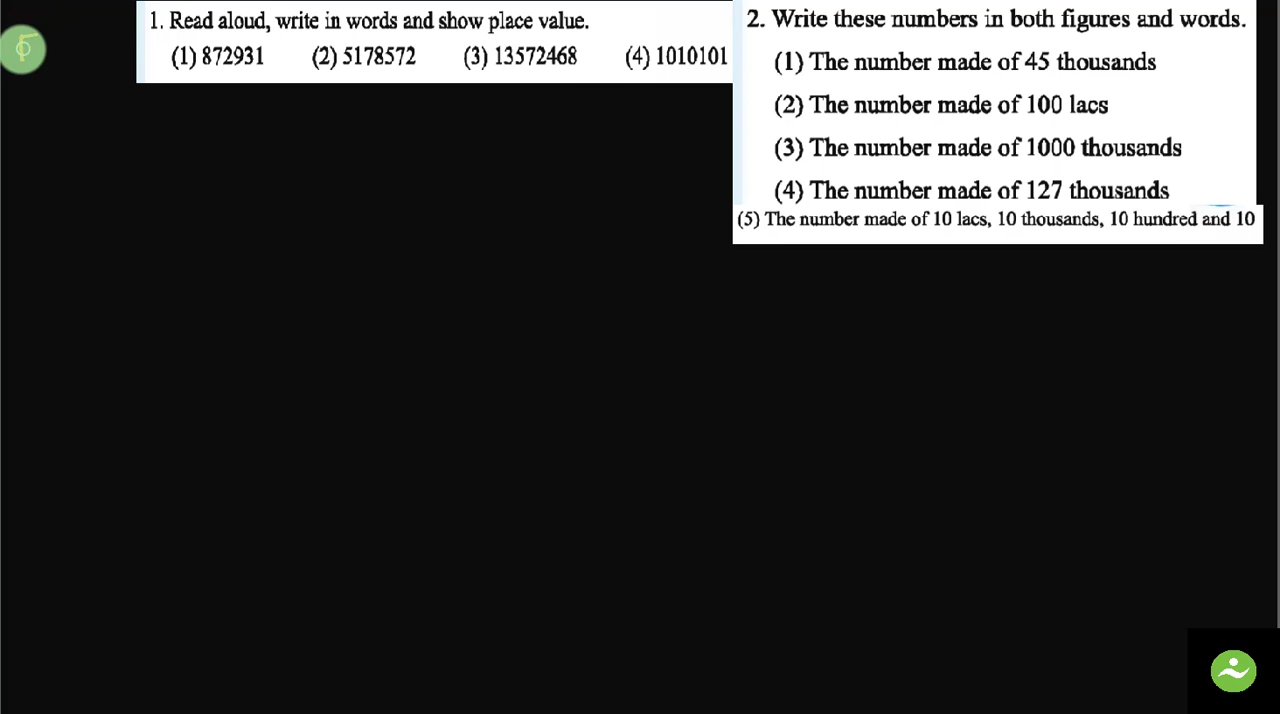 1. Read aloud, write in words and show place value.
(1) 872931 (2) 5178572 (3) 13572468 (4) 1010101
2. Write these numbers in both figures and words.
(1) The number made of 45 thousands
(2) The number made of 100 lacs
(3) The number made of 1000 thousands
(4) The number made of 127 thousands
(5) The number made of 10 lacs, 10 thousands, 10 hundred and 10